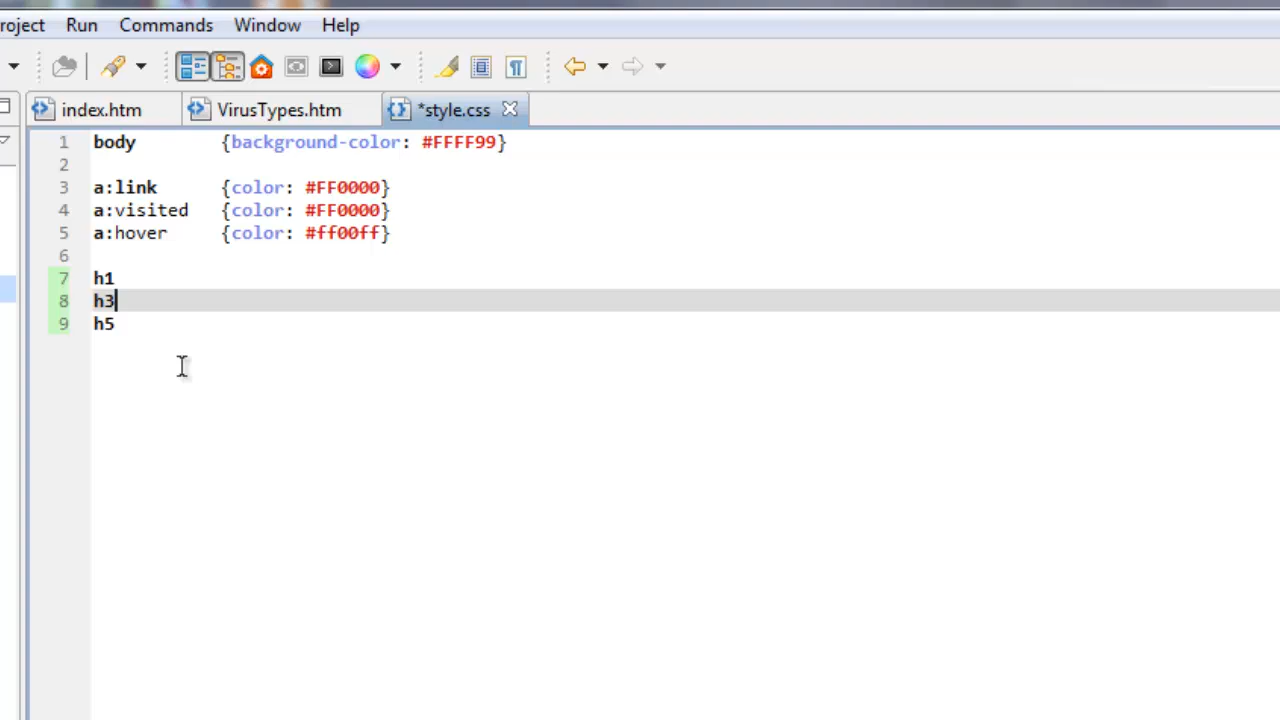 roject Run Commands Window Help
index.htm VirusTypes.htm *style.css
1 body {background-color: #FFFF99}
2
3 a:link {color: #FF0000}
4 a:visited {color: #FF0000}
5 a:hover {color: #ff00ff}
6
7 h1
8 h3
9 h5